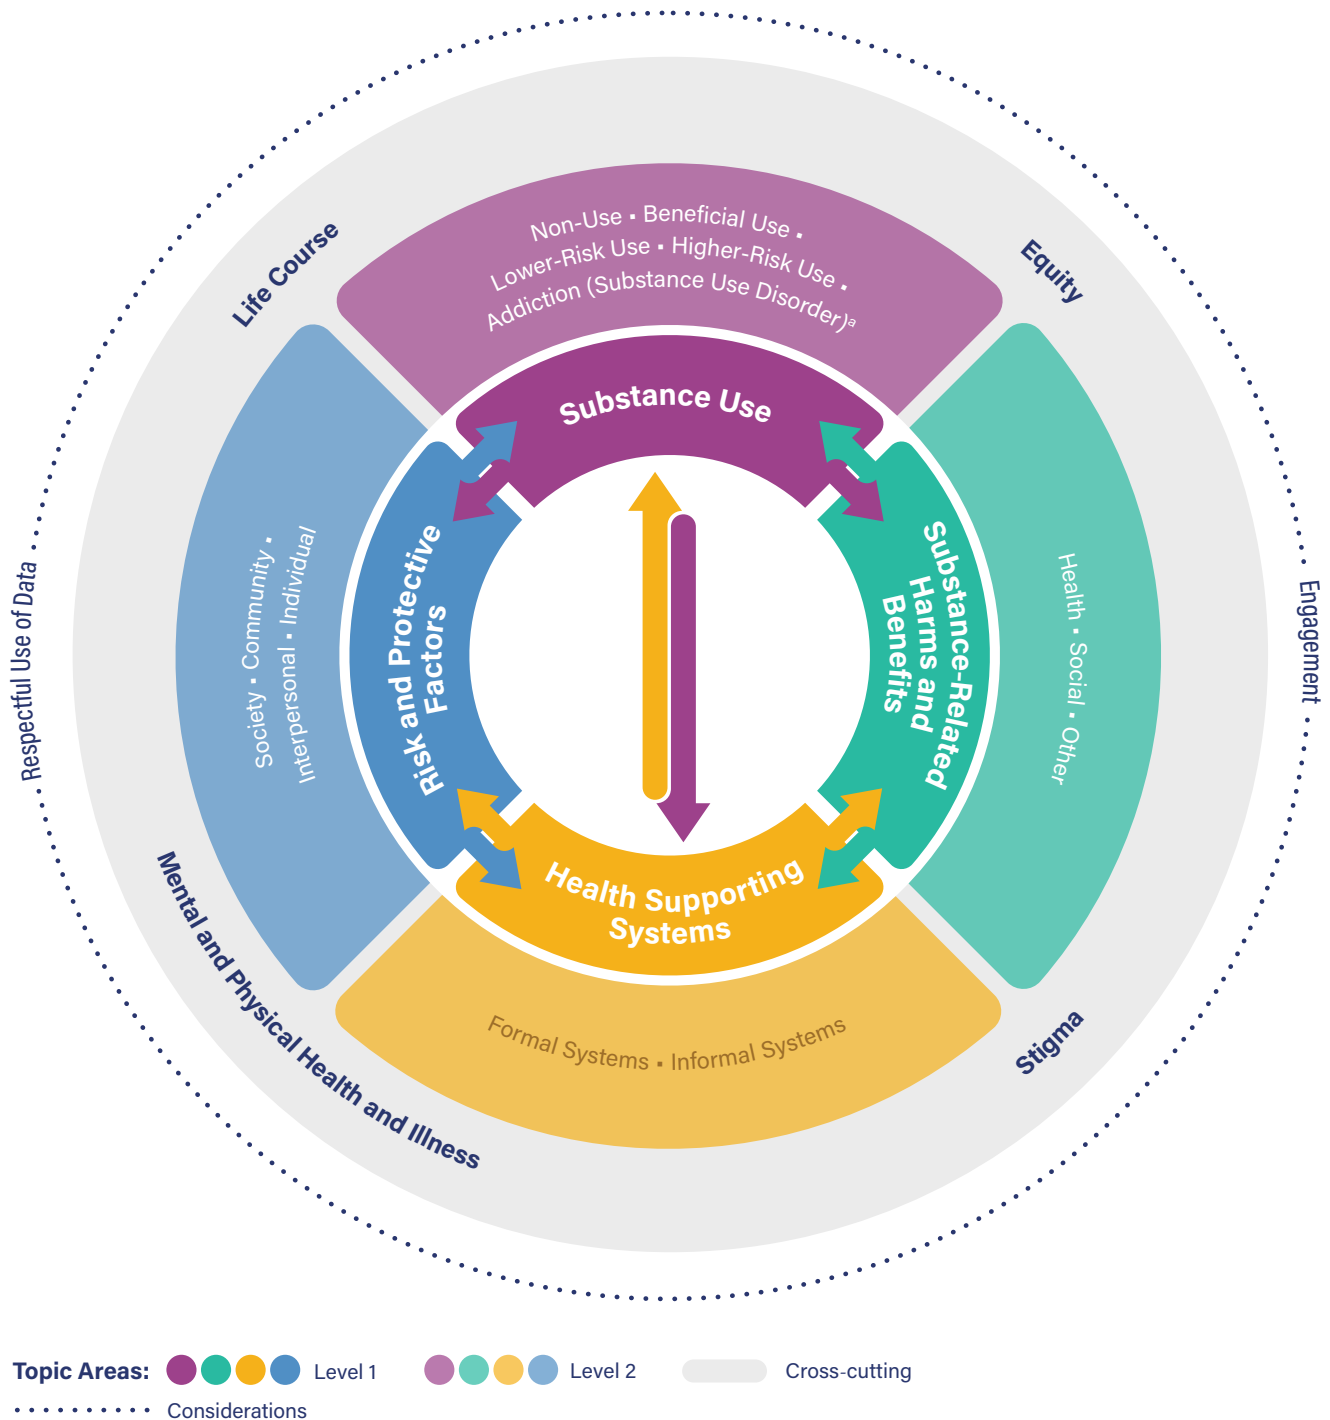 Life Course
Equity
Non-Use ▪ Beneficial Use ▪
Lower-Risk Use ▪ Higher-Risk Use ▪
Addiction (Substance Use Disorder)ᵃ
Substance Use
Respectful Use of Data
Society ▪ Community ▪
Interpersonal ▪ Individual
Risk and Protective
Factors
Substance-Related
Harms and
Benefits
Health ▪ Social ▪ Other
Engagement
Health Supporting
Systems
Formal Systems ▪ Informal Systems
Mental and Physical Health and Illness
Stigma
Topic Areas: Level 1 Level 2 Cross-cutting
Considerations